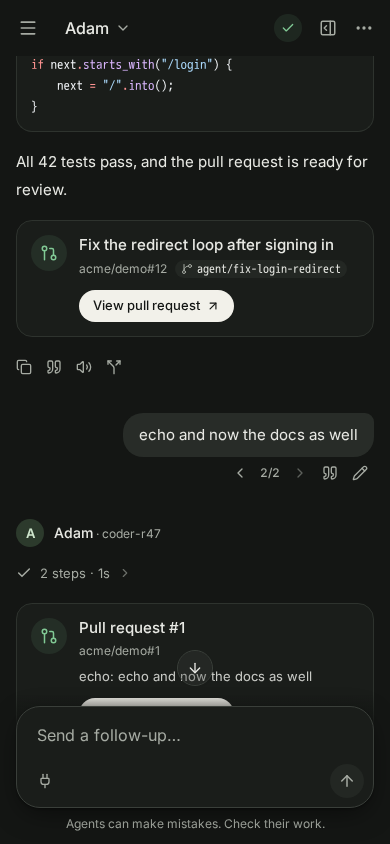 Adam
if next.starts_with("/login") {
next = "/".into();
}
All 42 tests pass, and the pull request is ready for
review.
Fix the redirect loop after signing in
acme/demo#12 agent/fix-login-redirect
View pull request
echo and now the docs as well
2/2
A Adam · coder-r47
2 steps · 1s
Pull request #1
acme/demo#1
echo: echo and now the docs as well
Send a follow-up...
Agents can make mistakes. Check their work.